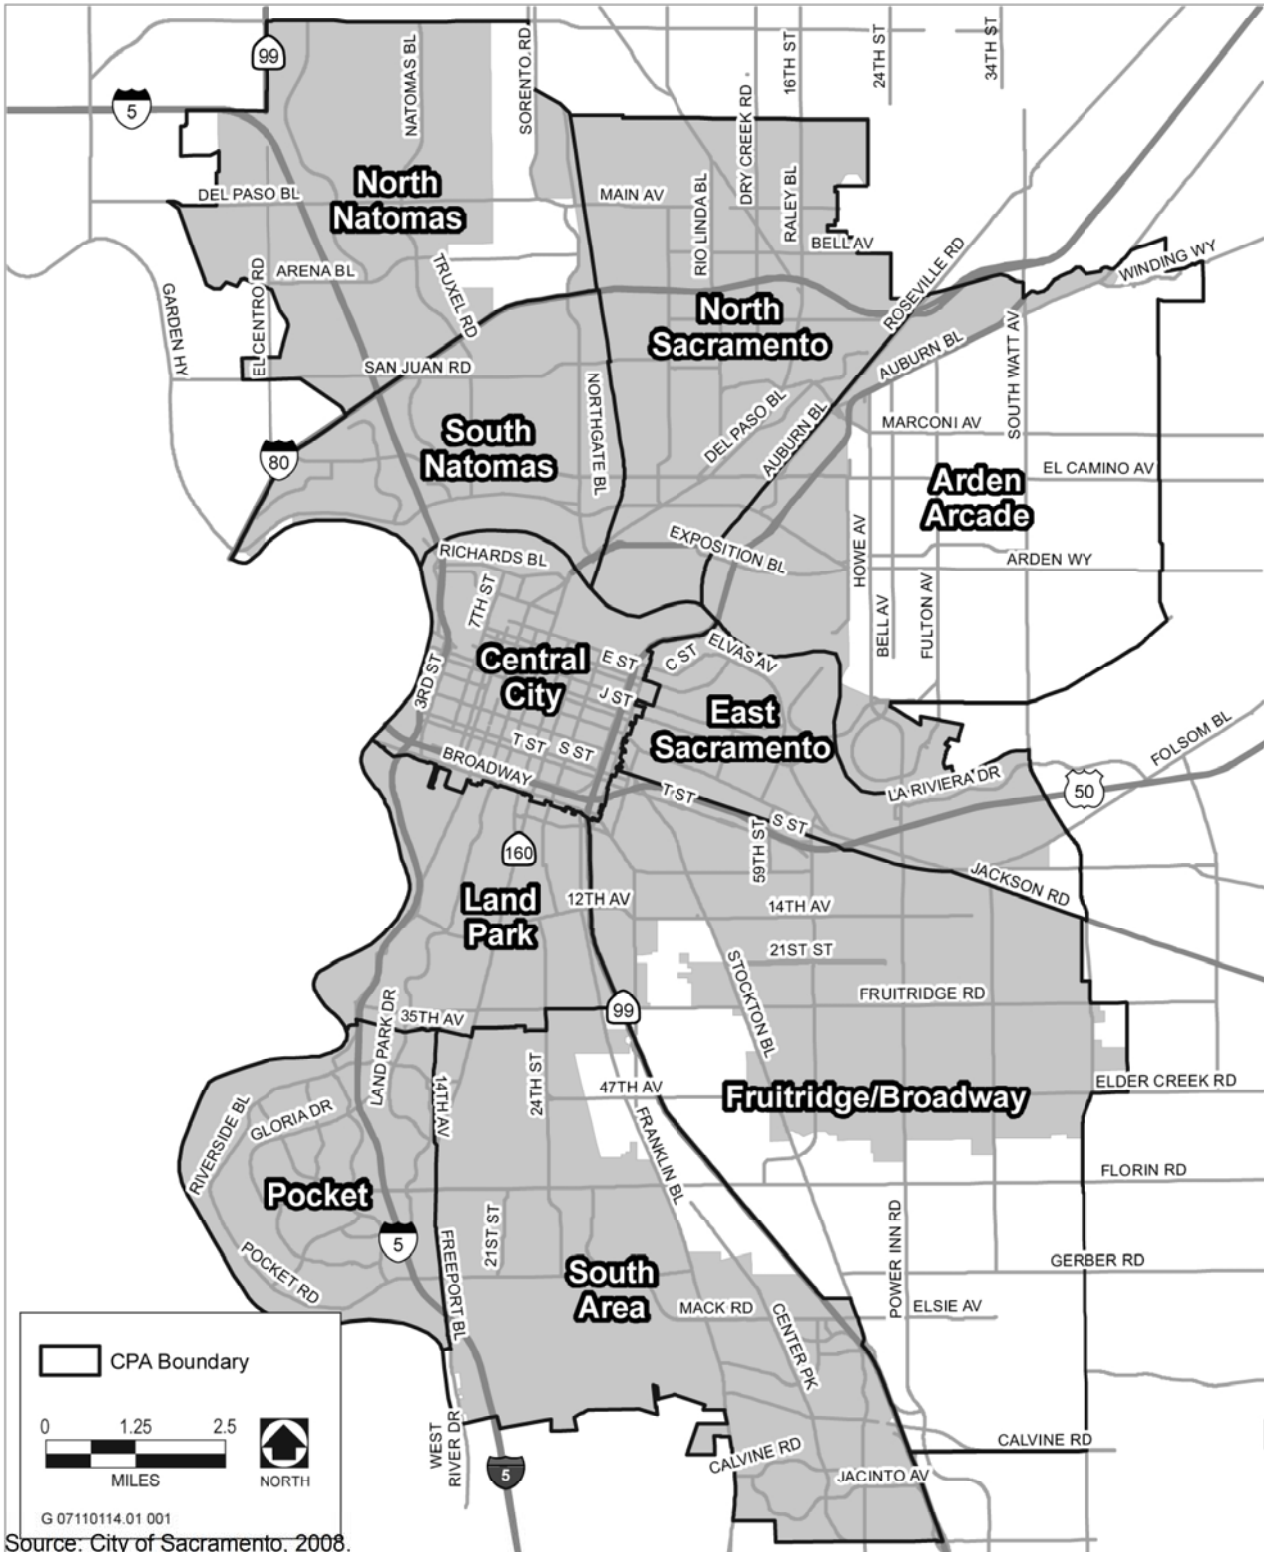 99
NATOMAS BL
SORENTO RD
16TH ST
24TH ST
34TH ST
5
DRY CREEK RD
North
Natomas
DEL PASO BL
MAIN AV
RIO LINDA BL
RALEY BL
BELL AV
ROSEVILLE RD
WINDING WY
ARENA BL
EL CENTRO RD
TRUXEL RD
GARDEN HY
North
Sacramento
AUBURN BL
SOUTH WATT AV
SAN JUAN RD
NORTHGATE BL
DEL PASO BL
AUBURN BL
MARCONI AV
South
Natomas
80
EL CAMINO AV
Arden
Arcade
RICHARDS BL
EXPOSITION BL
HOWE AV
ARDEN WY
7TH ST
BELL AV
FULTON AV
Central
City
E ST
C ST
ELVAS AV
3RD ST
J ST
East
Sacramento
T ST
S ST
BROADWAY
FOLSOM BL
LA RIVIERA DR
50
T ST
S ST
59TH ST
160
JACKSON RD
Land
Park
12TH AV
14TH AV
21ST ST
STOCKTON BL
FRUITRIDGE RD
99
LAND PARK DR
35TH AV
14TH AV
24TH ST
47TH AV
Fruitridge/Broadway
ELDER CREEK RD
RIVERSIDE BL
GLORIA DR
FRANKLIN BL
FLORIN RD
Pocket
5
21ST ST
FREEPORT BL
POWER INN RD
GERBER RD
POCKET RD
South
Area
MACK RD
CENTER PK
ELSIE AV
CPA Boundary
0 1.25 2.5
MILES
NORTH
WEST
RIVER DR
5
CALVINE RD
CALVINE RD
JACINTO AV
G 07110114.01 001
Source: City of Sacramento, 2008.